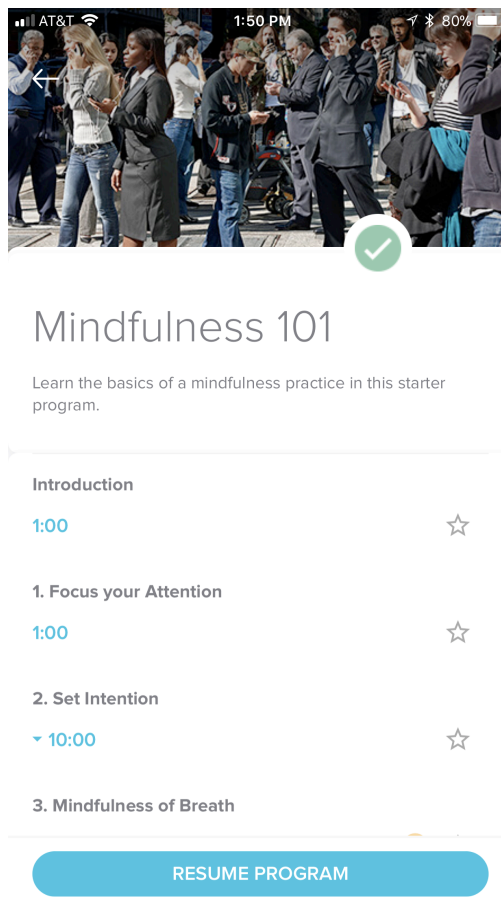 AT&T 1:50 PM 80%
Mindfulness 101
Learn the basics of a mindfulness practice in this starter
program.
Introduction
1:00
1. Focus your Attention
1:00
2. Set Intention
10:00
3. Mindfulness of Breath
RESUME PROGRAM